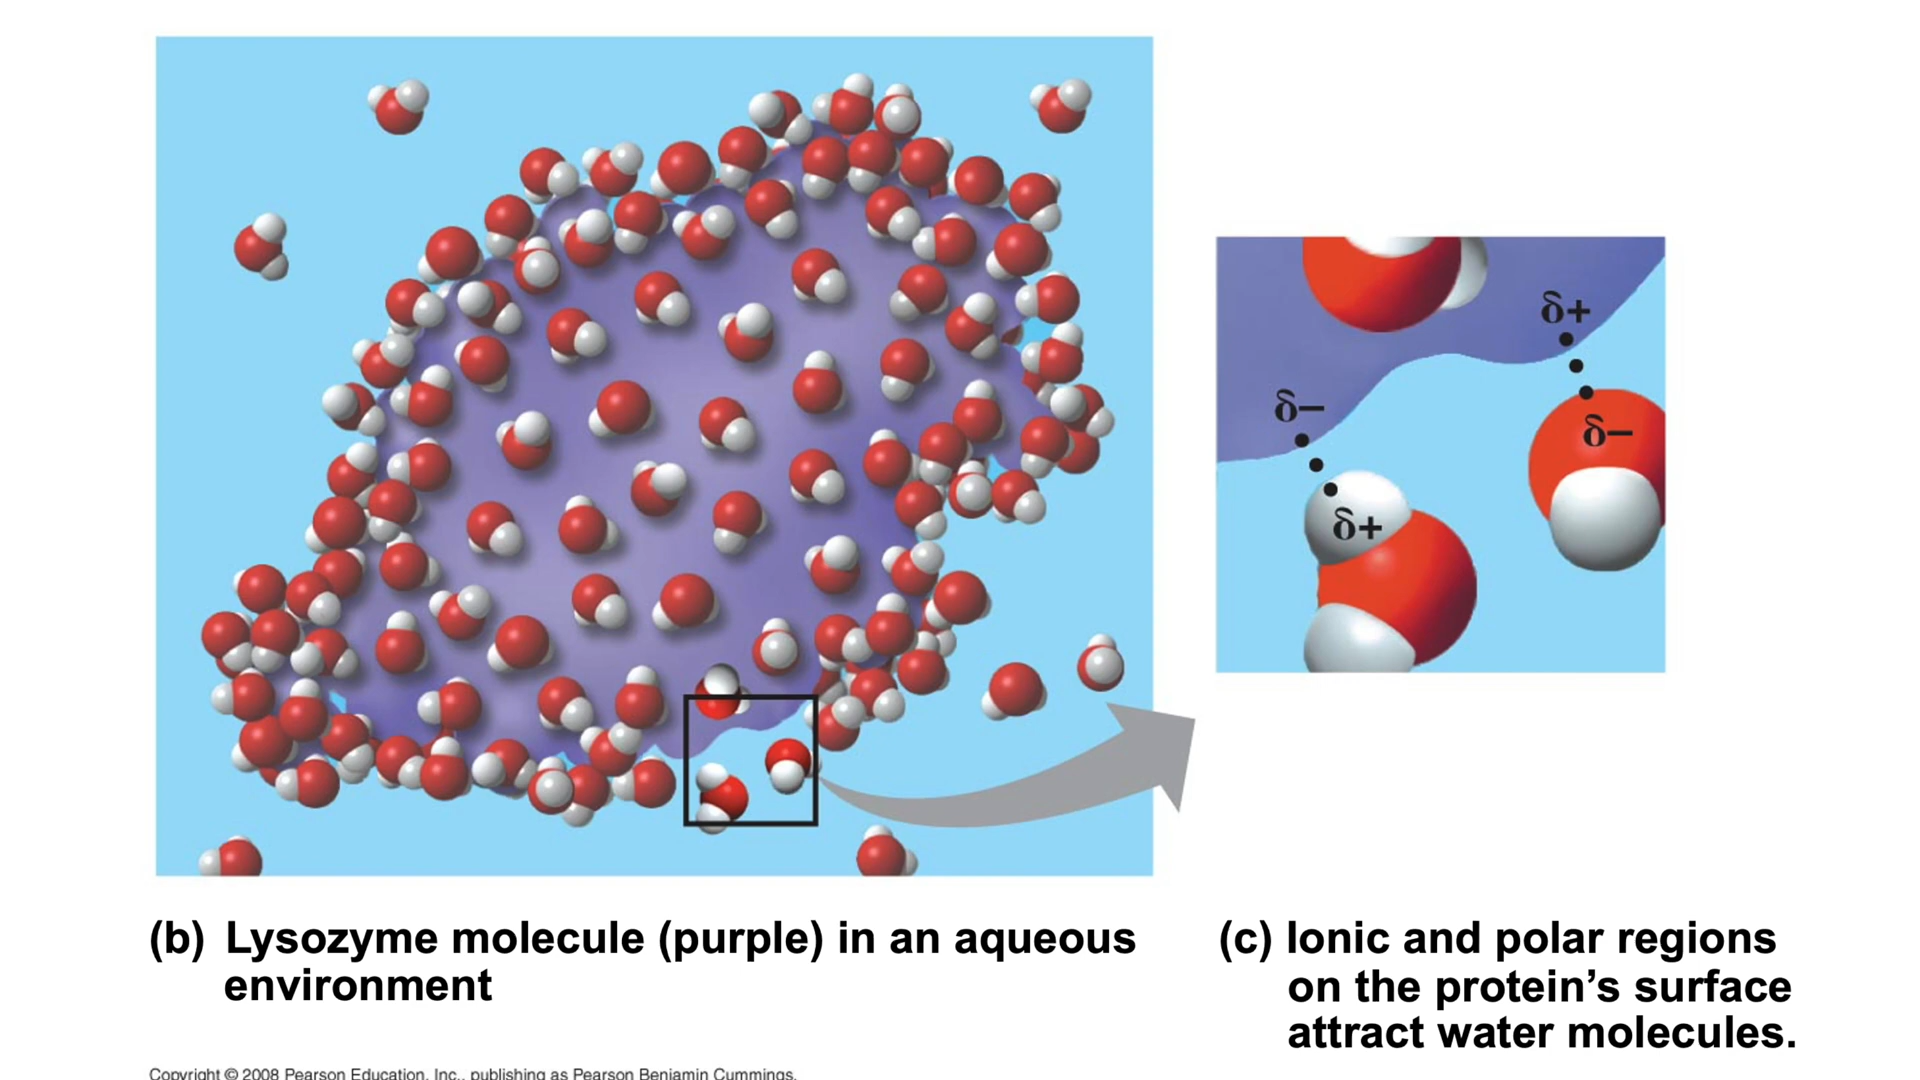 δ+
δ–
δ–
δ+
(b) Lysozyme molecule (purple) in an aqueous
environment
(c) Ionic and polar regions
on the protein’s surface
attract water molecules.
Copyright © 2008 Pearson Education, Inc., publishing as Pearson Benjamin Cummings.